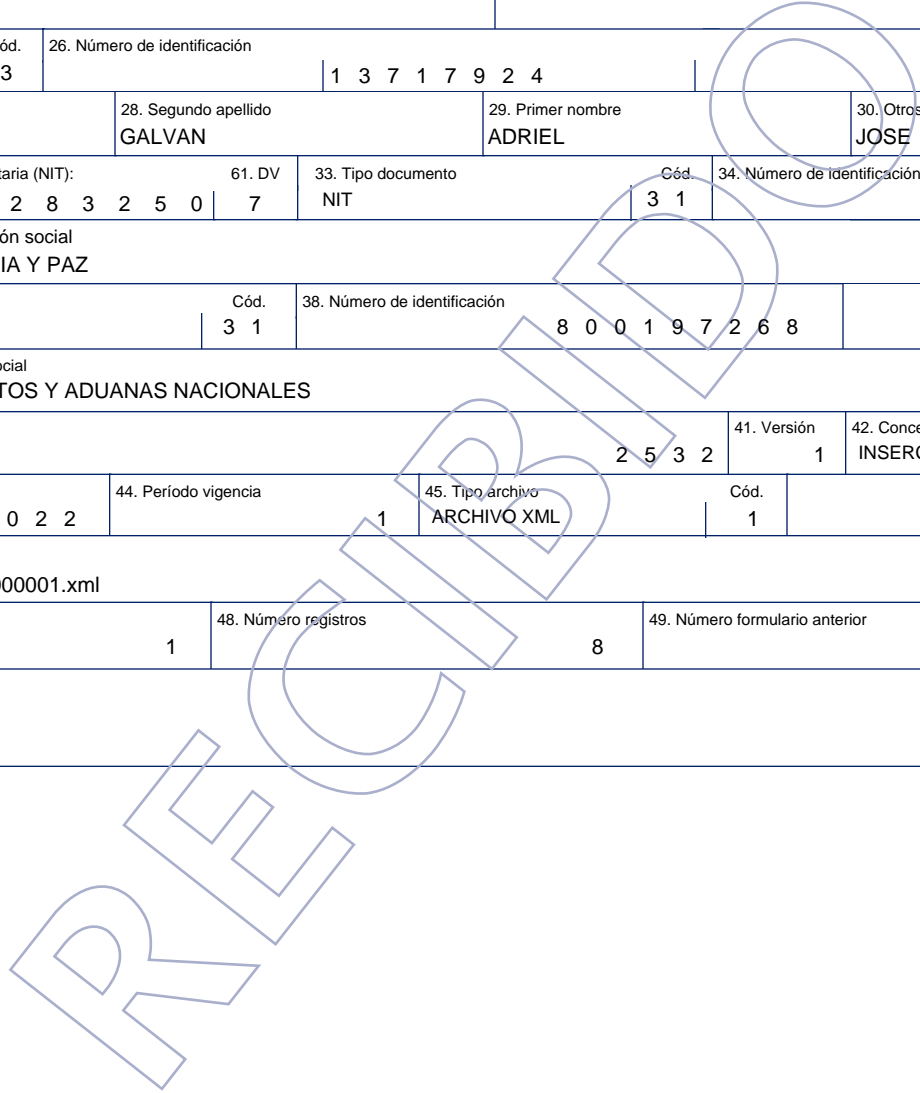 ód. 26. Número de identificación
3 1 3 7 1 7 9 2 4
28. Segundo apellido 29. Primer nombre 30. Otros
GALVAN ADRIEL JOSE
taria (NIT): 61. DV 33. Tipo documento Cód. 34. Número de identificación
2 8 3 2 5 0 7 NIT 3 1
ón social
IA Y PAZ
Cód. 38. Número de identificación
3 1 8 0 0 1 9 7 2 6 8
ocial
TOS Y ADUANAS NACIONALES
41. Versión 42. Conce
2 5 3 2 1 INSERC
44. Período vigencia 45. Tipo archivo Cód.
0 2 2 1 ARCHIVO XML 1
000001.xml
48. Número registros 49. Número formulario anterior
1 8
RECIBIDO